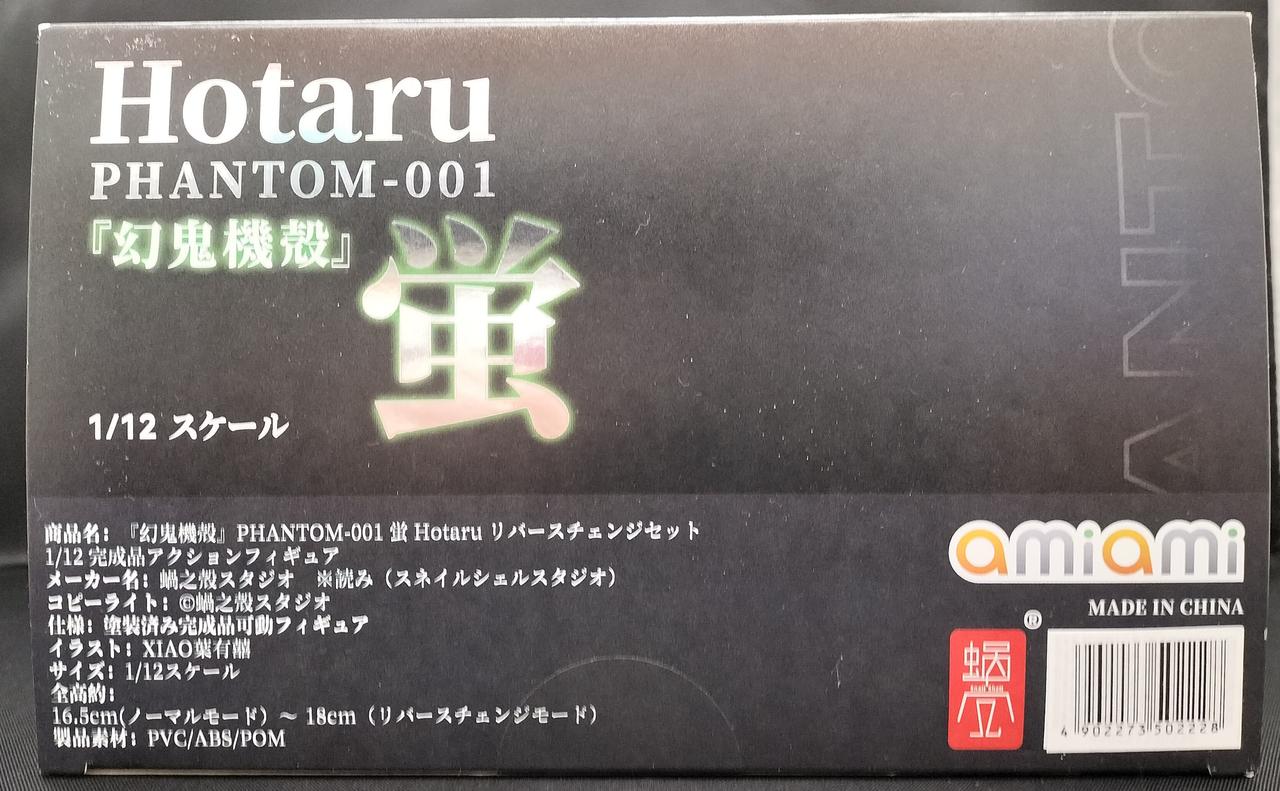 Hotaru
PHANTOM-001
『幻鬼機殻』
蛍
1/12 スケール
ANTO
商品名：『幻鬼機殻』PHANTOM-001 蛍 Hotaru リバースチェンジセット
1/12 完成品アクションフィギュア
メーカー名：蝸之殻スタジオ　※読み（スネイルシェルスタジオ）
コピーライト：©蝸之殻スタジオ
仕様：塗装済み完成品可動フィギュア
イラスト：XIAO葉有
サイズ：1/12スケール
全高約：
16.5cm(ノーマルモード）～ 18cm（リバースチェンジモード）
製品素材：PVC/ABS/POM
amiami
MADE IN CHINA
®
蝸
4 902273 502228